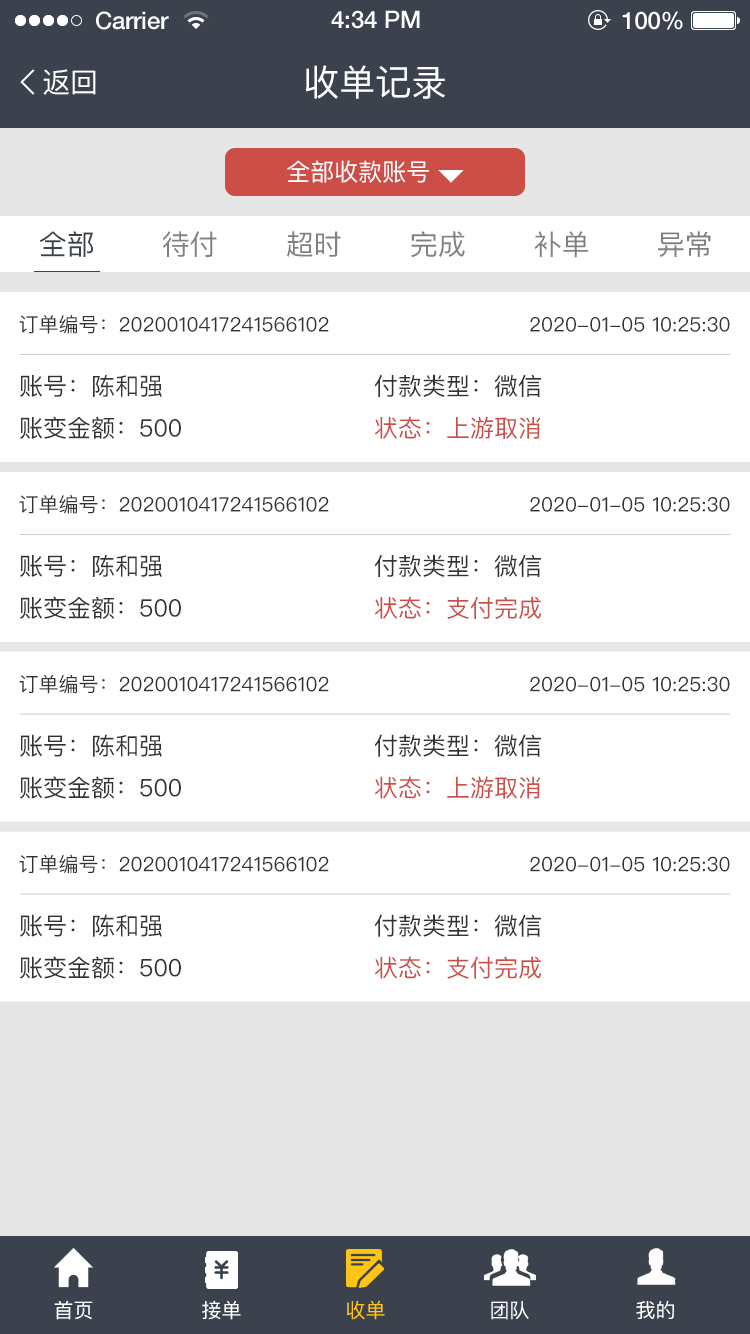 Carrier 4:34 PM 100%
返回 收单记录
全部收款账号
全部 待付 超时 完成 补单 异常
订单编号：2020010417241566102 2020-01-05 10:25:30
账号：陈和强 付款类型：微信
账变金额：500 状态：上游取消
订单编号：2020010417241566102 2020-01-05 10:25:30
账号：陈和强 付款类型：微信
账变金额：500 状态：支付完成
订单编号：2020010417241566102 2020-01-05 10:25:30
账号：陈和强 付款类型：微信
账变金额：500 状态：上游取消
订单编号：2020010417241566102 2020-01-05 10:25:30
账号：陈和强 付款类型：微信
账变金额：500 状态：支付完成
首页 接单 收单 团队 我的